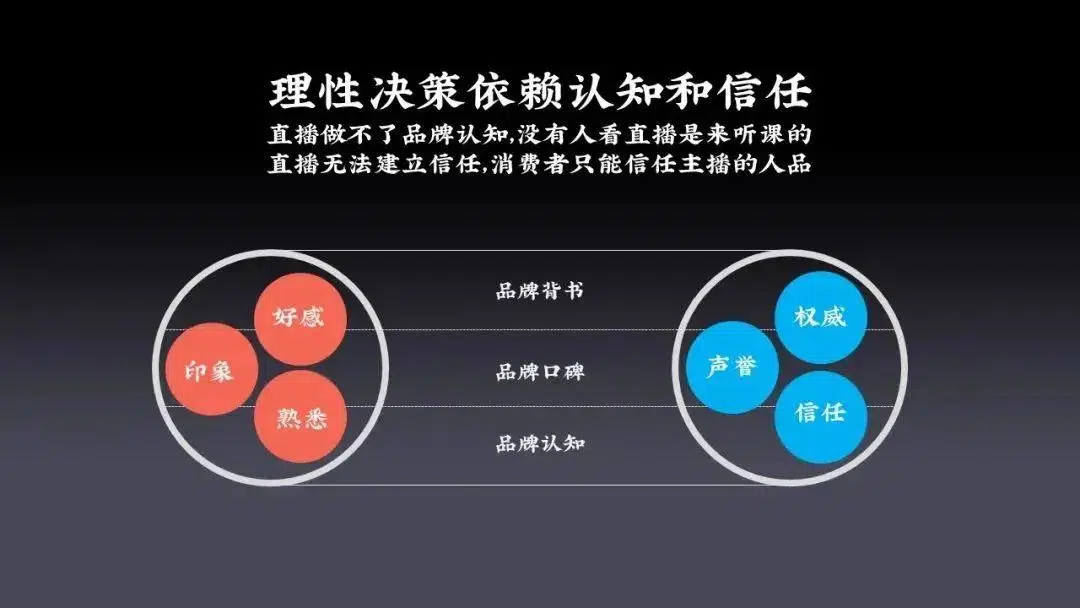 理性决策依赖认知和信任
直播做不了品牌认知,没有人看直播是来听课的
直播无法建立信任,消费者只能信任主播的人品
好感
印象
熟悉
品牌背书
品牌口碑
品牌认知
权威
声誉
信任